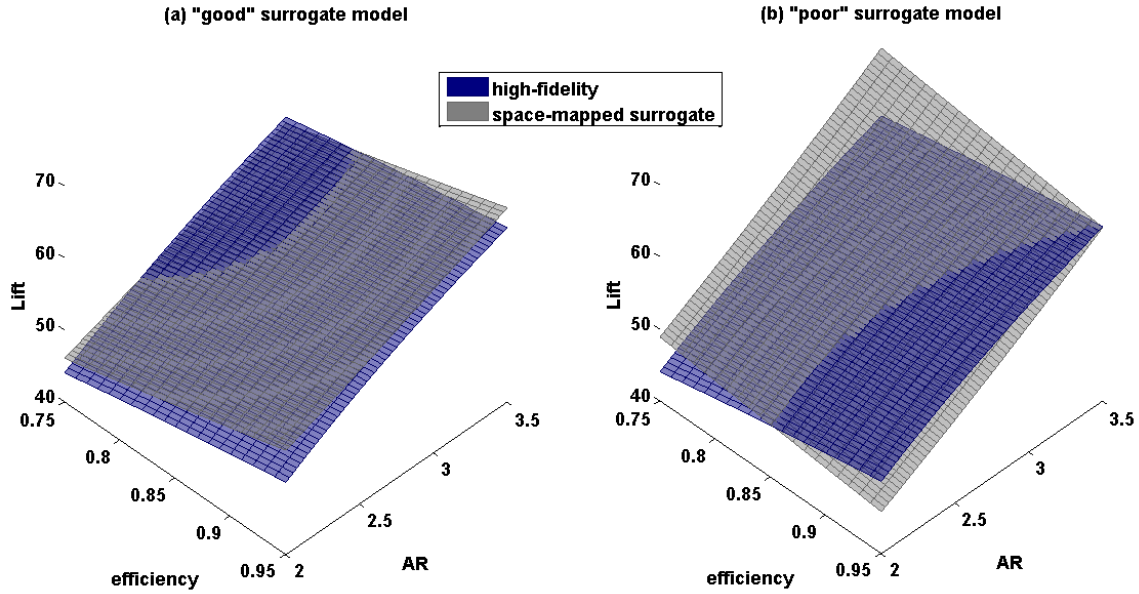 (a) "good" surrogate model
(b) "poor" surrogate model
high-fidelity
space-mapped surrogate
70
60
50
40
Lift
0.75
0.8
0.85
0.9
0.95
efficiency
2
2.5
3
3.5
AR
70
60
50
40
Lift
0.75
0.8
0.85
0.9
0.95
efficiency
2
2.5
3
3.5
AR